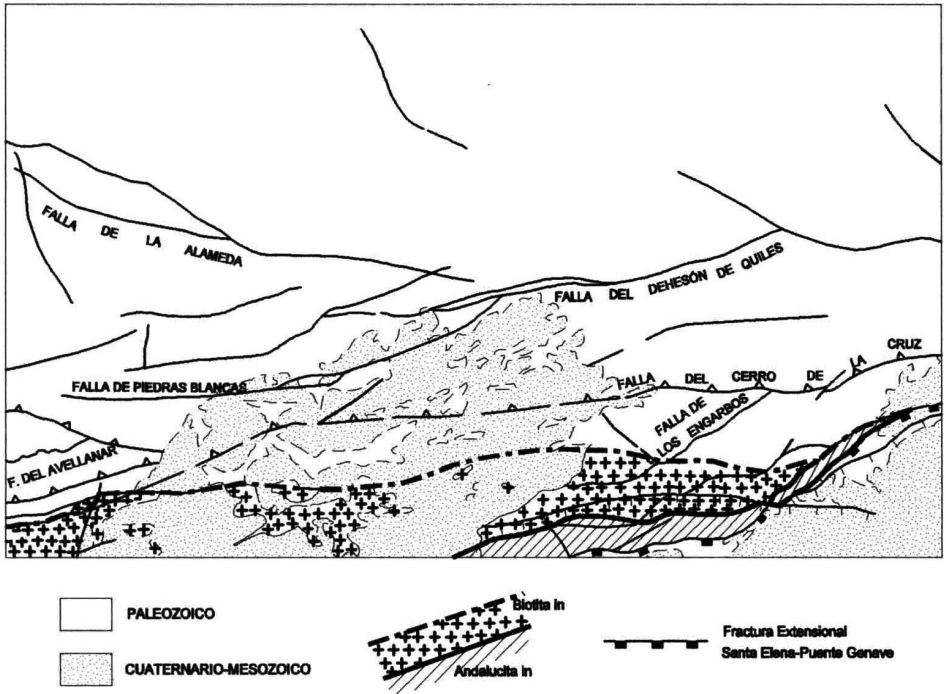 FALLA DE LA ALAMEDA
FALLA DEL DEHESÓN DE QUILES
FALLA DE PIEDRAS BLANCAS
FALLA DEL CERRO DE LA CRUZ
FALLA DE
LOS ENGARBOS
F. DEL AVELLANAR
PALEOZOICO
CUATERNARIO-MESOZOICO
Biotita in
Andalucita in
Fractura Extensional
Santa Elena-Puente Genave